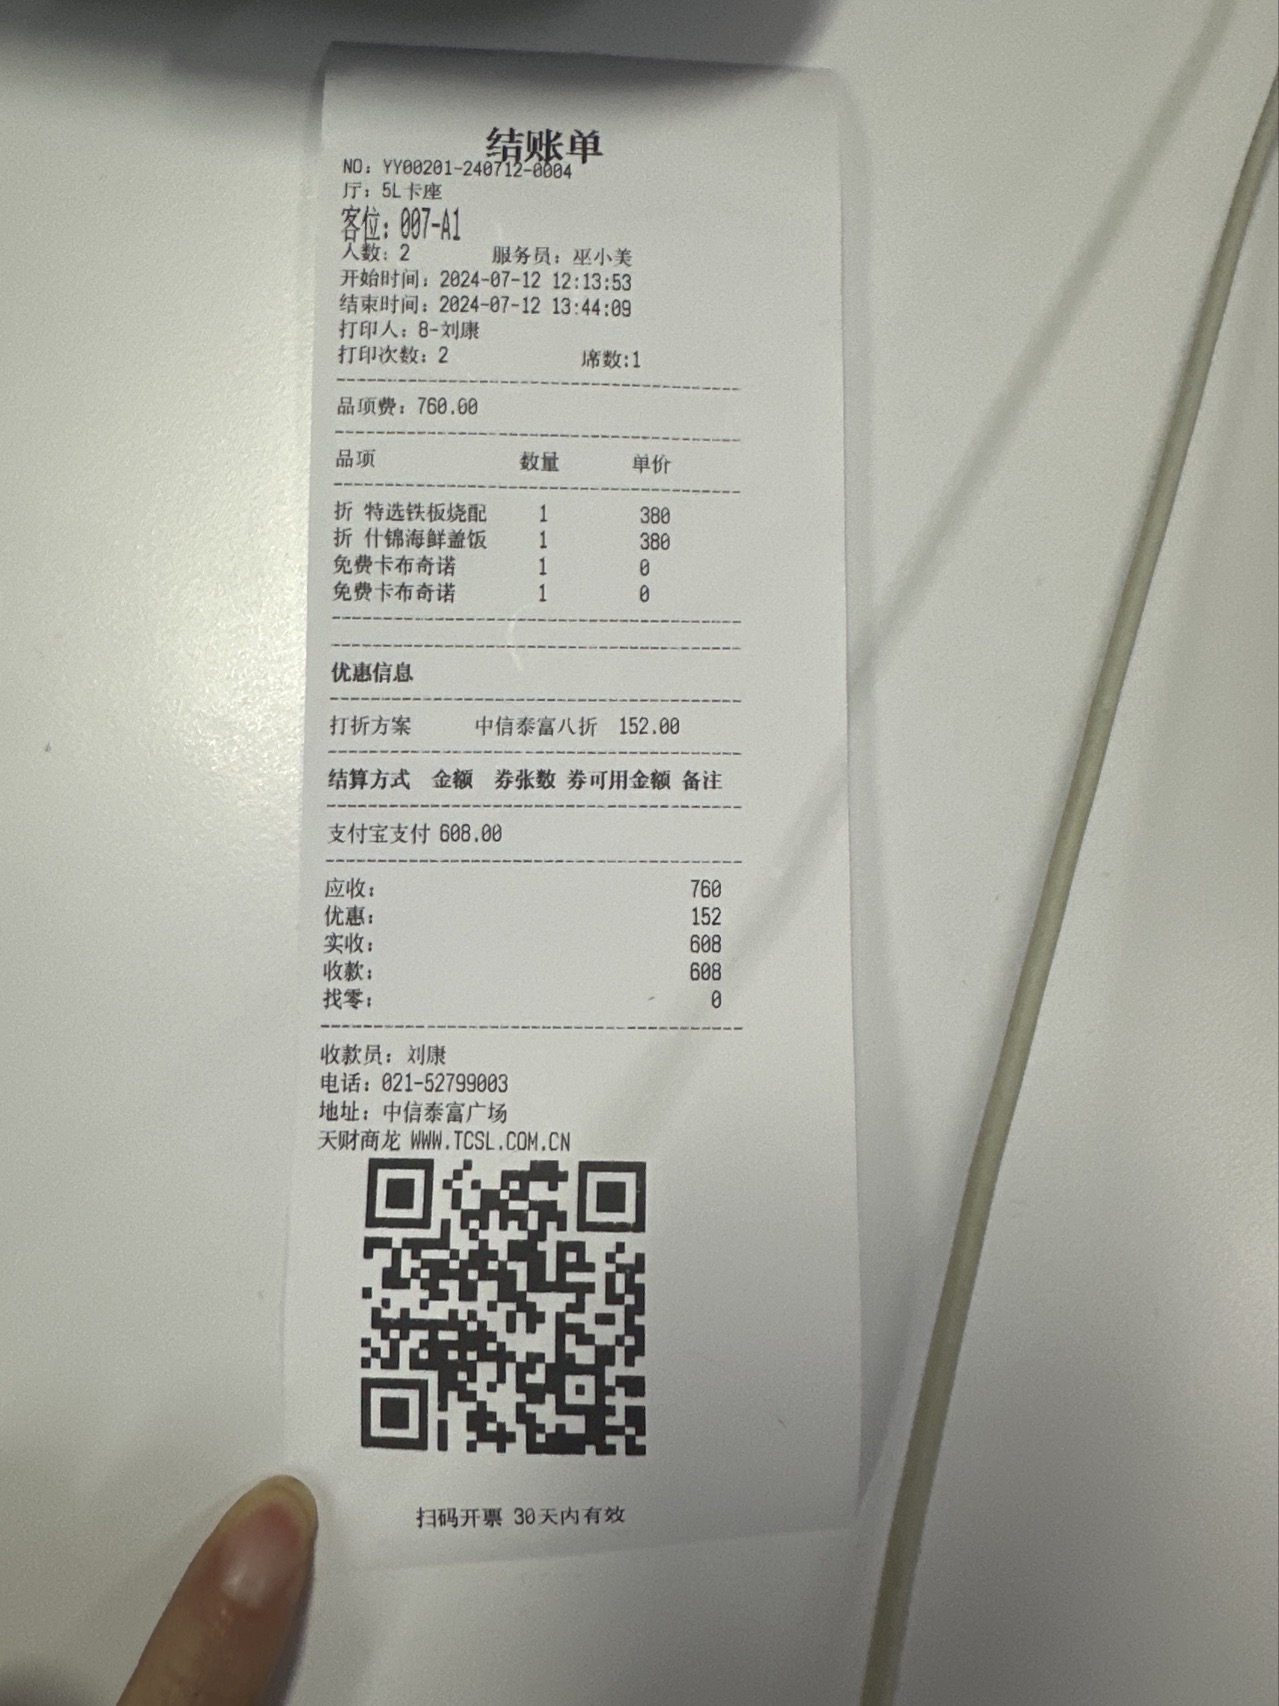 结账单
NO: YY00201-240712-0004
厅: 5L卡座
客位: 007-A1
人数: 2 服务员: 巫小美
开始时间: 2024-07-12 12:13:53
结束时间: 2024-07-12 13:44:09
打印人: 8-刘康
打印次数: 2 席数:1
品项费: 760.00
品项 数量 单价
折 特选铁板烧配 1 380
折 什锦海鲜盖饭 1 380
免费卡布奇诺 1 0
免费卡布奇诺 1 0
优惠信息
打折方案 中信泰富八折 152.00
结算方式 金额 券张数 券可用金额 备注
支付宝支付 608.00
应收: 760
优惠: 152
实收: 608
收款: 608
找零: 0
收款员: 刘康
电话: 021-52799003
地址: 中信泰富广场
天财商龙 WWW.TCSL.COM.CN
扫码开票 30天内有效